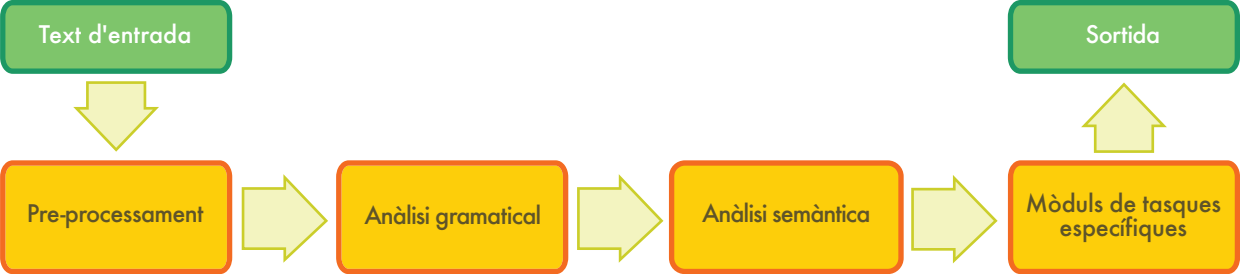 Text d'entrada
Sortida
Pre-processament
Anàlisi gramatical
Anàlisi semàntica
Mòduls de tasques
específiques